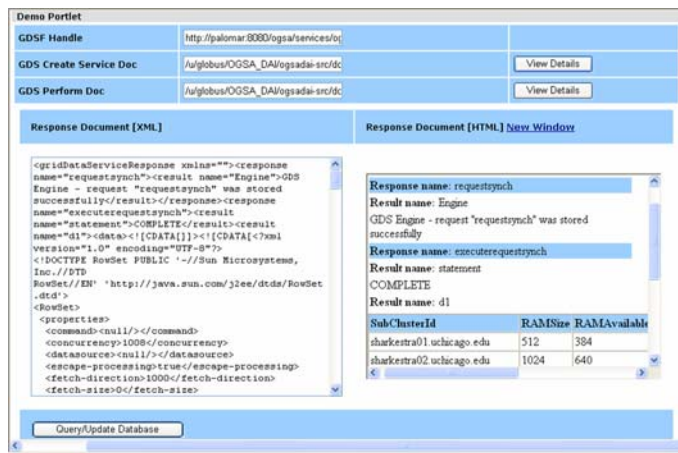 Demo Portlet
GDSF Handle
http://palomar:8080/ogsa/services/og
GDS Create Service Doc
/u/globus/OGSA_DAI/ogsadai-src/dc
View Details
GDS Perform Doc
/u/globus/OGSA_DAI/ogsadai-src/dc
View Details
Response Document [XML]
Response Document [HTML] New Window
<gridDataServiceResponse xmlns=""><response
name="requestsynch"><result name="Engine">GDS
Engine - request "requestsynch" was stored
successfully</result></response><response
name="executerequestsynch"><result
name="statement">COMPLETE</result><result
name="d1"><data><![CDATA[]]><![CDATA[<?xml
version="1.0" encoding="UTF-8"?>
<!DOCTYPE RowSet PUBLIC '-//Sun Microsystems,
Inc.//DTD
RowSet//EN' 'http://java.sun.com/j2ee/dtds/RowSet
.dtd'>
<RowSet>
<properties>
<command><null/></command>
<concurrency>1008</concurrency>
<datasource><null/></datasource>
<escape-processing>true</escape-processing>
<fetch-direction>1000</fetch-direction>
<fetch-size>0</fetch-size>
Response name: requestsynch
Result name: Engine
GDS Engine - request "requestsynch" was stored
successfully
Response name: executerequestsynch
Result name: statement
COMPLETE
Result name: d1
SubClusterId RAMSize RAMAvailable
sharkestra01.uchicago.edu 512 384
sharkestra02.uchicago.edu 1024 640
Query/Update Database